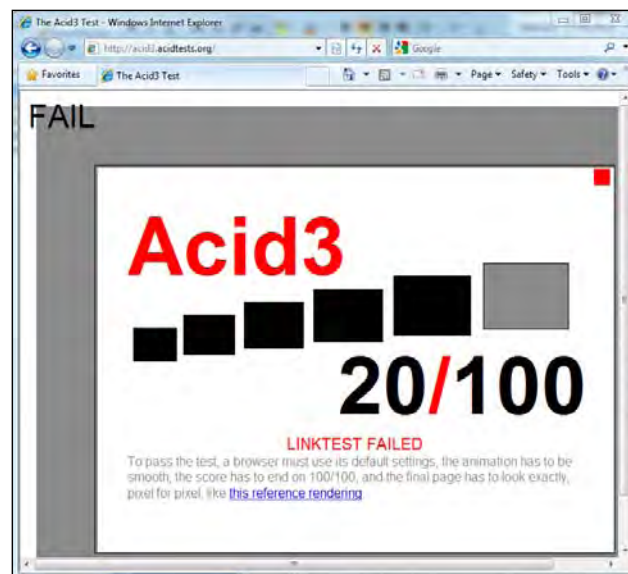 The Acid3 Test - Windows Internet Explorer
http://acid3.acidtests.org/
Google
Favorites
The Acid3 Test
Page
Safety
Tools
FAIL
Acid3
20/100
LINKTEST FAILED
To pass the test, a browser must use its default settings, the animation has to be
smooth, the score has to end on 100/100, and the final page has to look exactly,
pixel for pixel, like this reference rendering